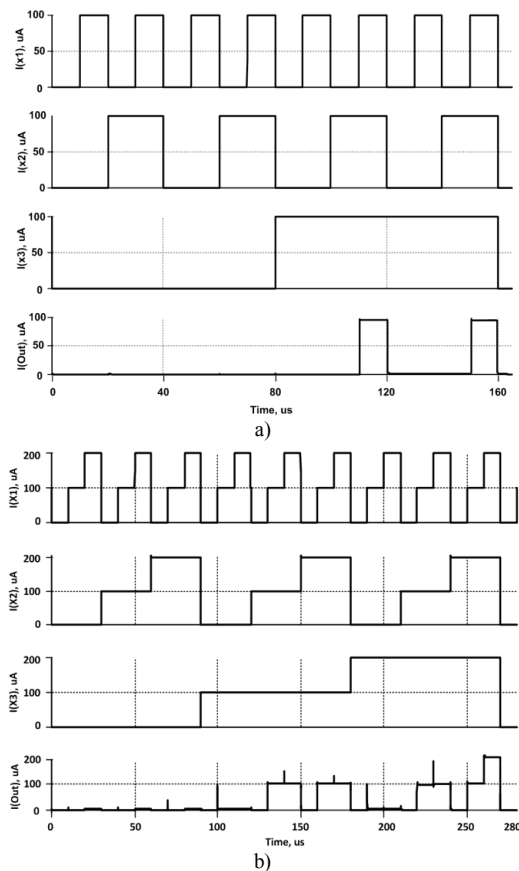 I(x1), uA
100
50
0
I(x2), uA
100
50
0
I(x3), uA
100
50
0
I(Out), uA
100
50
0
0 40 80 120 160
Time, us
a)
I(X1), uA
200
100
0
I(X2), uA
200
100
0
I(X3), uA
200
100
0
I(Out), uA
200
100
0
0 50 100 150 200 250 280
Time, us
b)